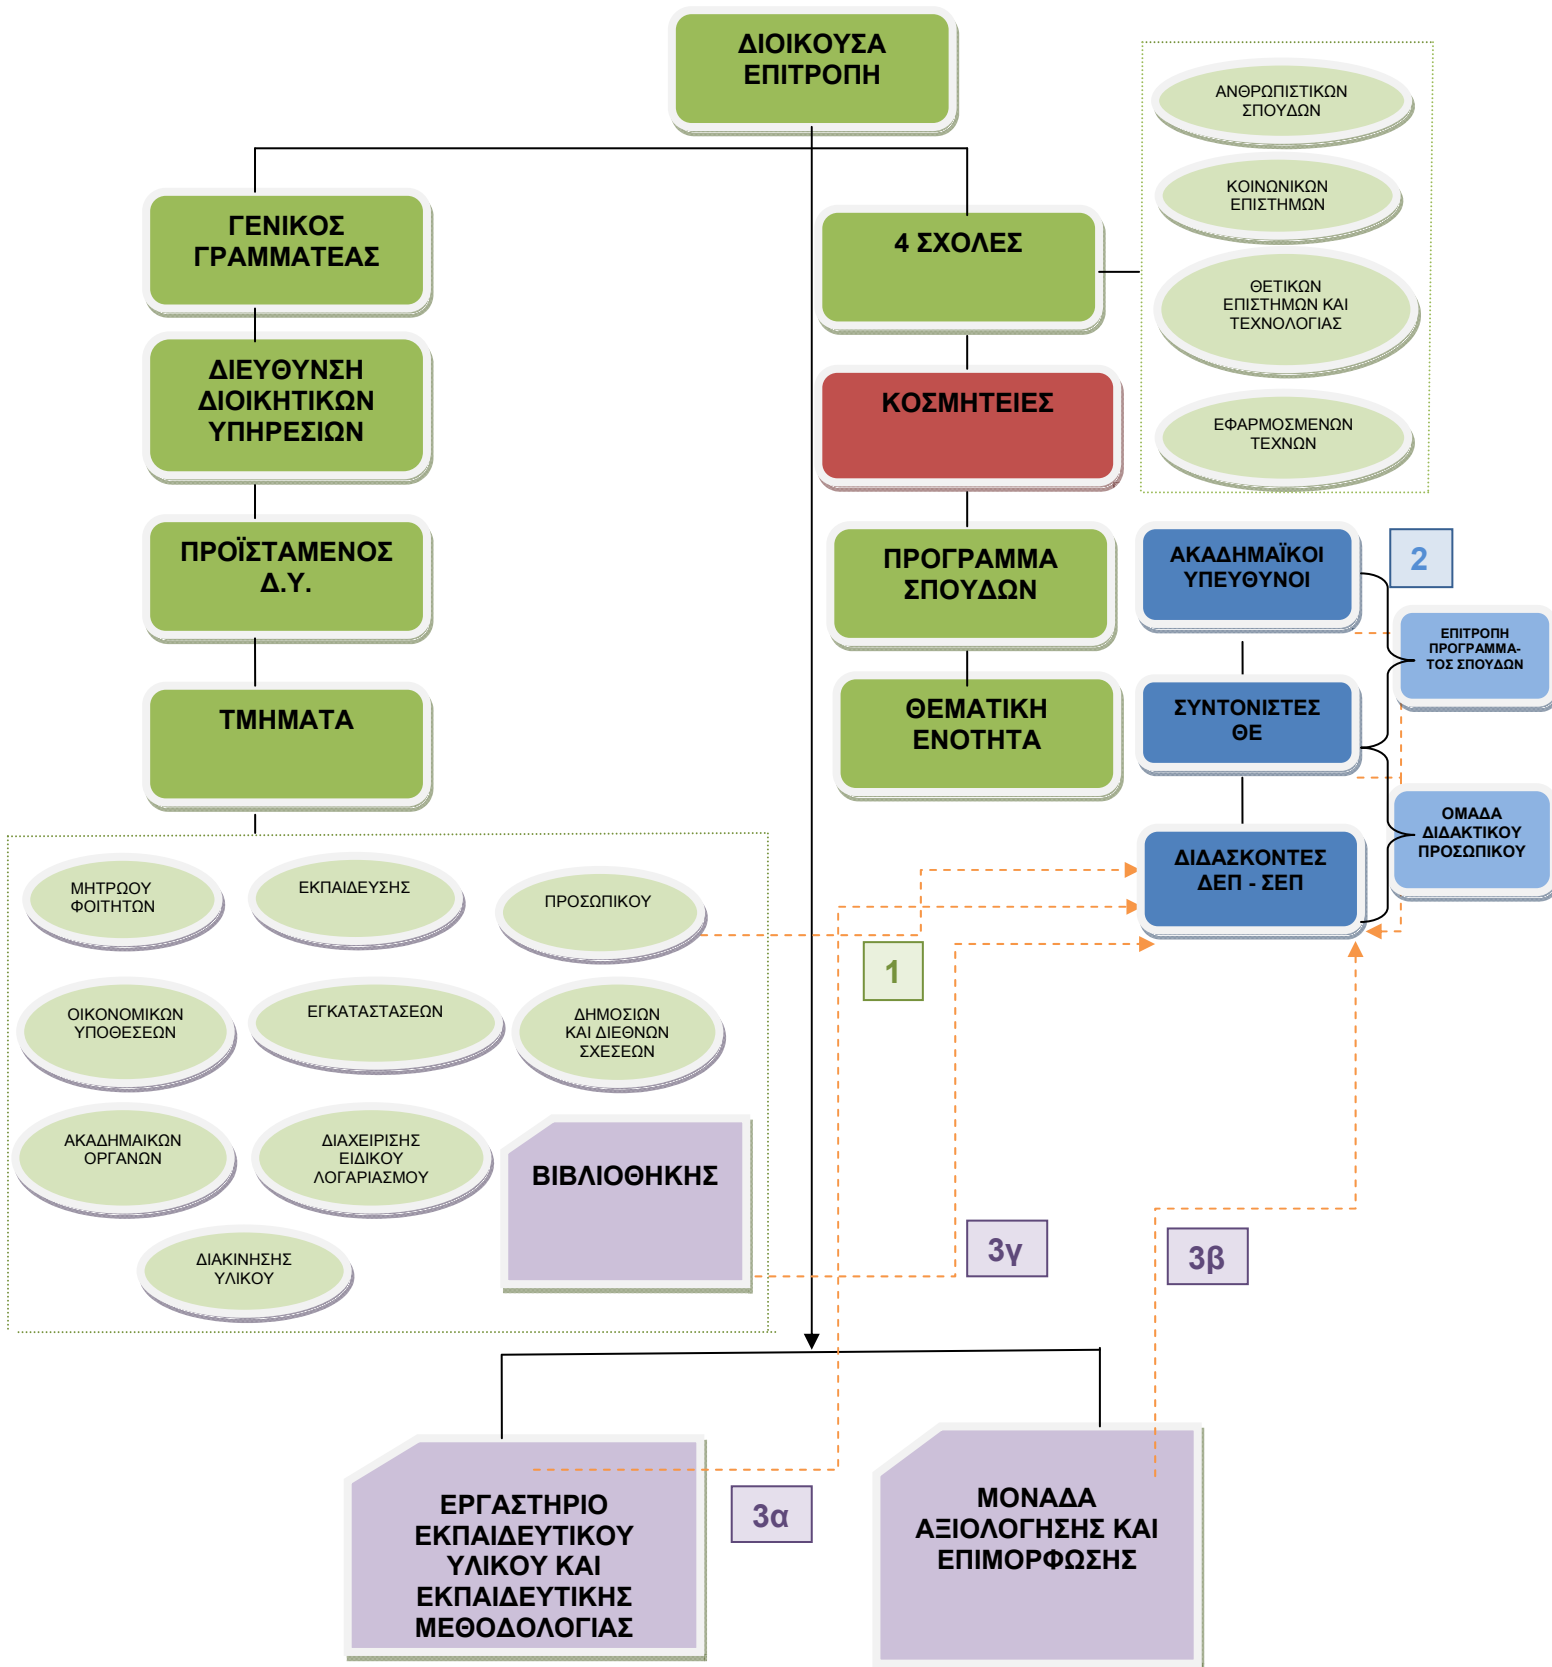 ΔΙΟΙΚΟΥΣΑ
ΕΠΙΤΡΟΠΗ
ΑΝΘΡΩΠΙΣΤΙΚΩΝ
ΣΠΟΥΔΩΝ
ΚΟΙΝΩΝΙΚΩΝ
ΕΠΙΣΤΗΜΩΝ
ΘΕΤΙΚΩΝ
ΕΠΙΣΤΗΜΩΝ ΚΑΙ
ΤΕΧΝΟΛΟΓΙΑΣ
ΕΦΑΡΜΟΣΜΕΝΩΝ
ΤΕΧΝΩΝ
ΓΕΝΙΚΟΣ
ΓΡΑΜΜΑΤΕΑΣ
4 ΣΧΟΛΕΣ
ΔΙΕΥΘΥΝΣΗ
ΔΙΟΙΚΗΤΙΚΩΝ
ΥΠΗΡΕΣΙΩΝ
ΚΟΣΜΗΤΕΙΕΣ
ΠΡΟΪΣΤΑΜΕΝΟΣ
Δ.Υ.
ΠΡΟΓΡΑΜΜΑ
ΣΠΟΥΔΩΝ
ΑΚΑΔΗΜΑΪΚΟΙ
ΥΠΕΥΘΥΝΟΙ
2
ΕΠΙΤΡΟΠΗ
ΠΡΟΓΡΑΜΜΑ-
ΤΟΣ ΣΠΟΥΔΩΝ
ΤΜΗΜΑΤΑ
ΘΕΜΑΤΙΚΗ
ΕΝΟΤΗΤΑ
ΣΥΝΤΟΝΙΣΤΕΣ
ΘΕ
ΟΜΑΔΑ
ΔΙΔΑΚΤΙΚΟΥ
ΠΡΟΣΩΠΙΚΟΥ
ΔΙΔΑΣΚΟΝΤΕΣ
ΔΕΠ - ΣΕΠ
ΜΗΤΡΩΟΥ
ΦΟΙΤΗΤΩΝ
ΕΚΠΑΙΔΕΥΣΗΣ
ΠΡΟΣΩΠΙΚΟΥ
1
ΟΙΚΟΝΟΜΙΚΩΝ
ΥΠΟΘΕΣΕΩΝ
ΕΓΚΑΤΑΣΤΑΣΕΩΝ
ΔΗΜΟΣΙΩΝ
ΚΑΙ ΔΙΕΘΝΩΝ
ΣΧΕΣΕΩΝ
ΑΚΑΔΗΜΑΙΚΩΝ
ΟΡΓΑΝΩΝ
ΔΙΑΧΕΙΡΙΣΗΣ
ΕΙΔΙΚΟΥ
ΛΟΓΑΡΙΑΣΜΟΥ
ΒΙΒΛΙΟΘΗΚΗΣ
ΔΙΑΚΙΝΗΣΗΣ
ΥΛΙΚΟΥ
3γ
3β
ΕΡΓΑΣΤΗΡΙΟ
ΕΚΠΑΙΔΕΥΤΙΚΟΥ
ΥΛΙΚΟΥ ΚΑΙ
ΕΚΠΑΙΔΕΥΤΙΚΗΣ
ΜΕΘΟΔΟΛΟΓΙΑΣ
3α
ΜΟΝΑΔΑ
ΑΞΙΟΛΟΓΗΣΗΣ ΚΑΙ
ΕΠΙΜΟΡΦΩΣΗΣ